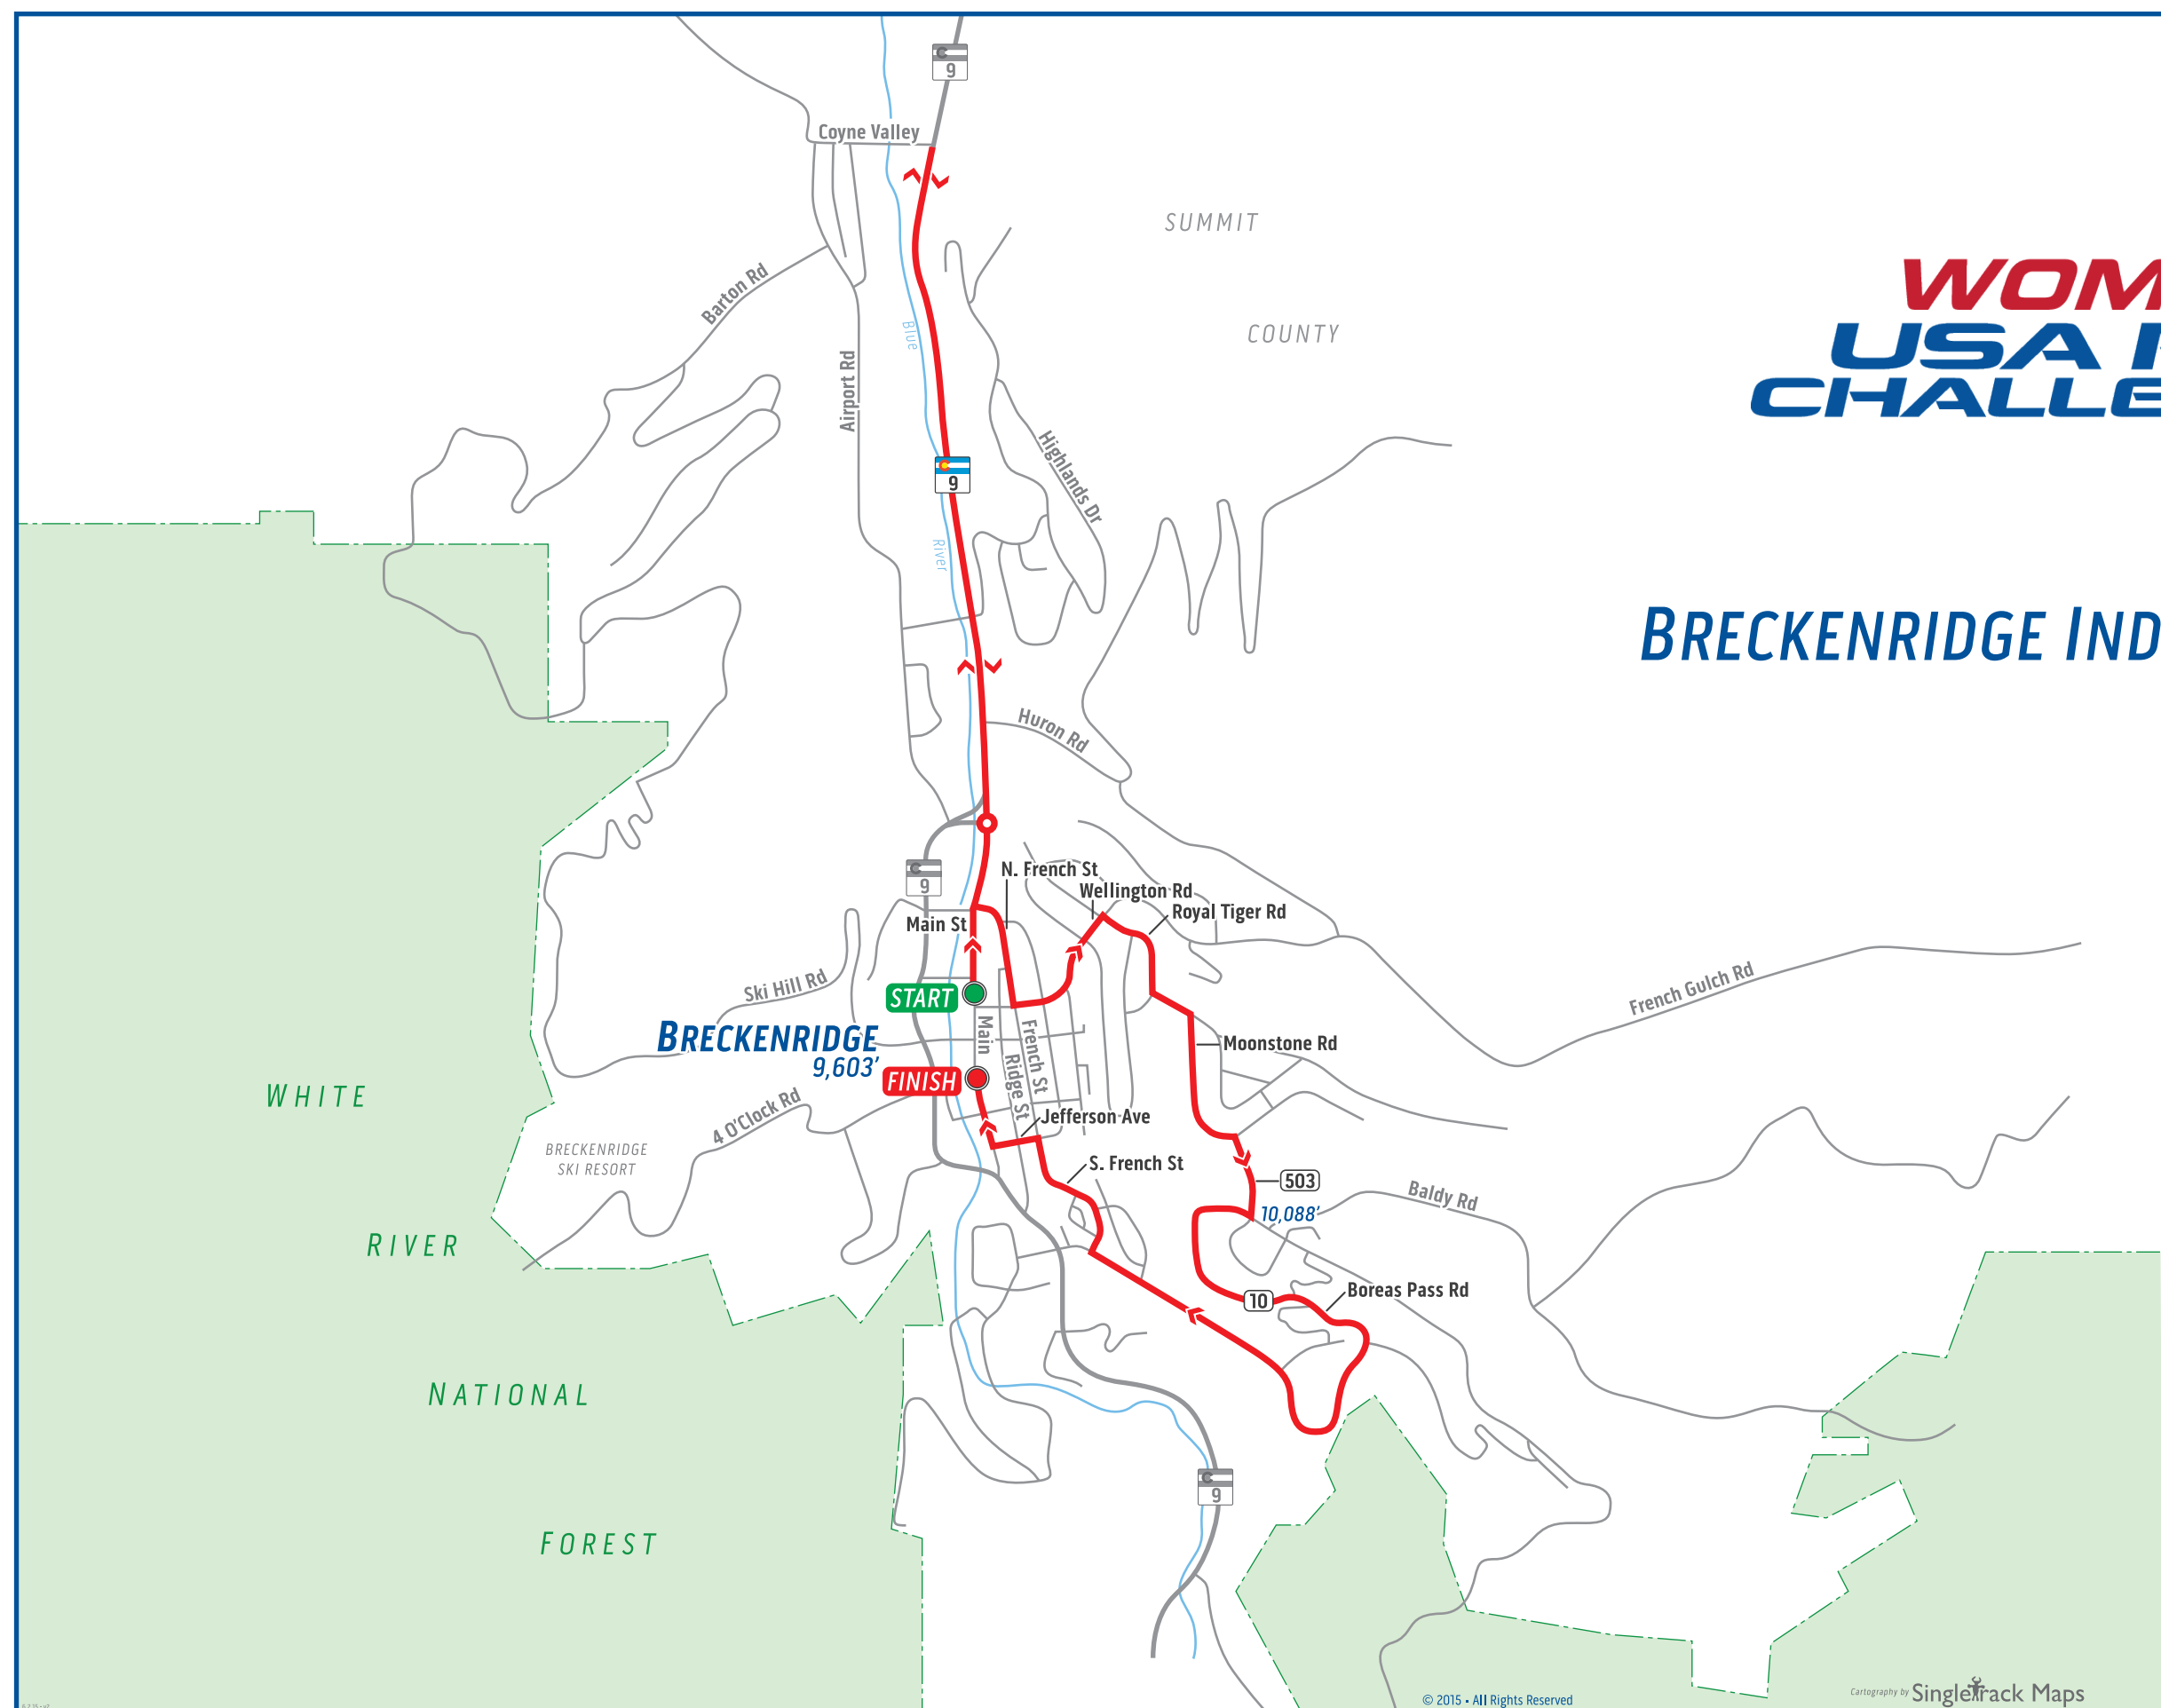 9
Coyne Valley
SUMMIT
COUNTY
Barton Rd
Blue
Airport Rd
WOM
USA
CHALLE
Highlands Dr
9
River
BRECKENRIDGE IND
Huron Rd
9
N. French St
Wellington Rd
Royal Tiger Rd
Main St
Ski Hill Rd
START
French Gulch Rd
BRECKENRIDGE
9,603'
Main
French St
Ridge St
Moonstone Rd
FINISH
WHITE
4 O'Clock Rd
Jefferson Ave
BRECKENRIDGE
SKI RESORT
S. French St
503
Baldy Rd
10,088'
RIVER
Boreas Pass Rd
10
NATIONAL
9
FOREST
Cartography by Singletrack Maps
© 2015 • All Rights Reserved